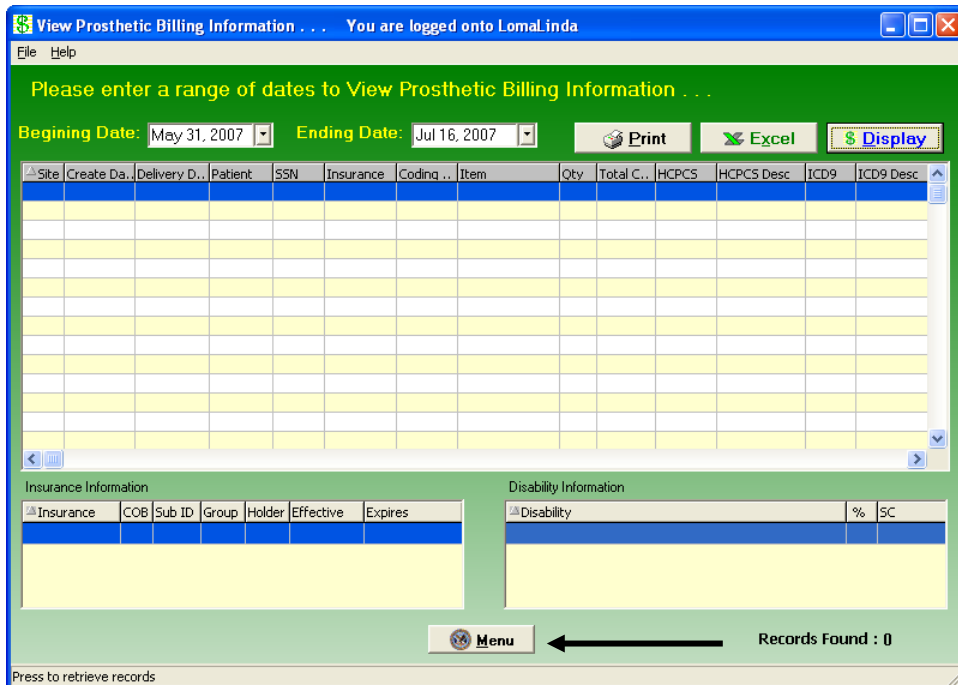 $ View Prosthetic Billing Information . . . You are logged onto LomaLinda
File Help
Please enter a range of dates to View Prosthetic Billing Information . . .
Begining Date: May 31, 2007 Ending Date: Jul 16, 2007 Print Excel $ Display
Site Create Da.. Delivery D.. Patient SSN Insurance Coding .. Item Qty Total C.. HCPCS HCPCS Desc ICD9 ICD9 Desc
Insurance Information Disability Information
Insurance COB Sub ID Group Holder Effective Expires Disability % SC
Menu Records Found : 0
Press to retrieve records